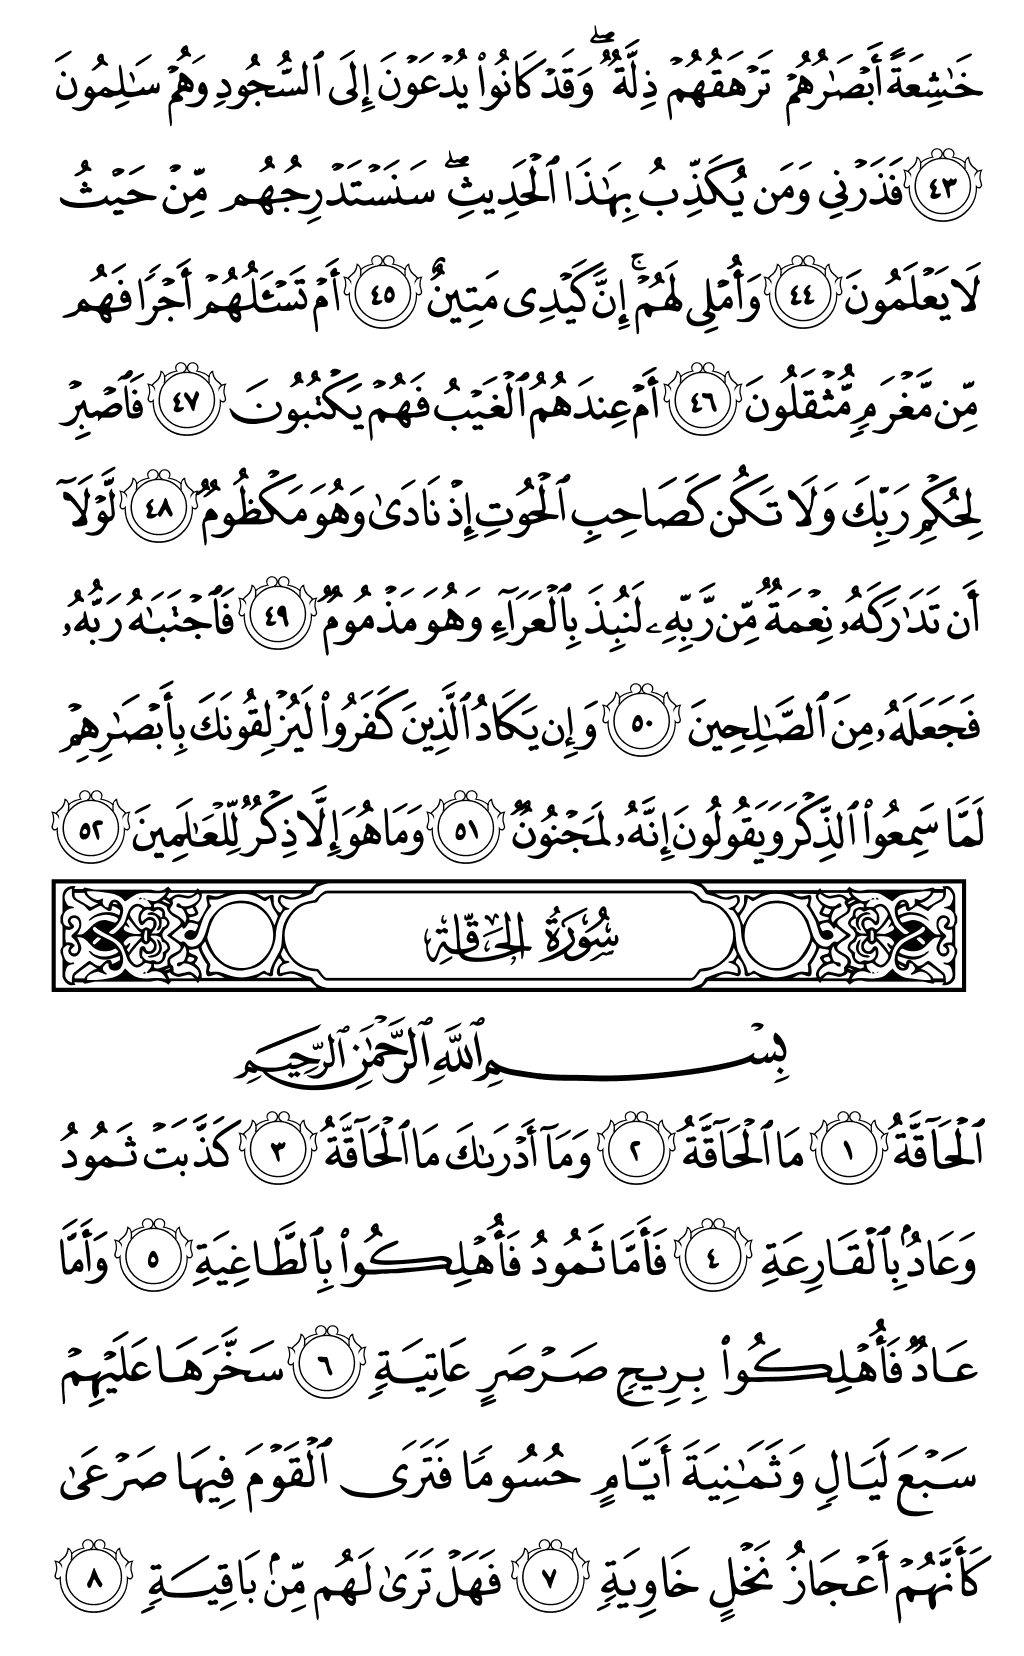 خَٰشِعَةً أَبْصَٰرُهُمْ تَرْهَقُهُمْ ذِلَّةٌۖ وَقَدْ كَانُوا۟ يُدْعَوْنَ إِلَى ٱلسُّجُودِ وَهُمْ سَٰلِمُونَ
٤٣ فَذَرْنِى وَمَن يُكَذِّبُ بِهَٰذَا ٱلْحَدِيثِۖ سَنَسْتَدْرِجُهُم مِّنْ حَيْثُ
لَا يَعْلَمُونَ ٤٤ وَأُمْلِى لَهُمْۚ إِنَّ كَيْدِى مَتِينٌ ٤٥ أَمْ تَسْـَٔلُهُمْ أَجْرًا فَهُم
مِّن مَّغْرَمٍ مُّثْقَلُونَ ٤٦ أَمْ عِندَهُمُ ٱلْغَيْبُ فَهُمْ يَكْتُبُونَ ٤٧ فَٱصْبِرْ
لِحُكْمِ رَبِّكَ وَلَا تَكُن كَصَاحِبِ ٱلْحُوتِ إِذْ نَادَىٰ وَهُوَ مَكْظُومٌ ٤٨ لَّوْلَآ
أَن تَدَٰرَكَهُۥ نِعْمَةٌ مِّن رَّبِّهِۦ لَنُبِذَ بِٱلْعَرَآءِ وَهُوَ مَذْمُومٌ ٤٩ فَٱجْتَبَٰهُ رَبُّهُۥ
فَجَعَلَهُۥ مِنَ ٱلصَّٰلِحِينَ ٥٠ وَإِن يَكَادُ ٱلَّذِينَ كَفَرُوا۟ لَيُزْلِقُونَكَ بِأَبْصَٰرِهِمْ
لَمَّا سَمِعُوا۟ ٱلذِّكْرَ وَيَقُولُونَ إِنَّهُۥ لَمَجْنُونٌ ٥١ وَمَا هُوَ إِلَّا ذِكْرٌ لِّلْعَٰلَمِينَ ٥٢
سُورَةُ الحَاقَّةِ
بِسْمِ ٱللَّهِ ٱلرَّحْمَٰنِ ٱلرَّحِيمِ
ٱلْحَآقَّةُ ١ مَا ٱلْحَآقَّةُ ٢ وَمَآ أَدْرَىٰكَ مَا ٱلْحَآقَّةُ ٣ كَذَّبَتْ ثَمُودُ
وَعَادٌۢ بِٱلْقَارِعَةِ ٤ فَأَمَّا ثَمُودُ فَأُهْلِكُوا۟ بِٱلطَّاغِيَةِ ٥ وَأَمَّا
عَادٌ فَأُهْلِكُوا۟ بِرِيحٍ صَرْصَرٍ عَاتِيَةٍ ٦ سَخَّرَهَا عَلَيْهِمْ
سَبْعَ لَيَالٍ وَثَمَٰنِيَةَ أَيَّامٍ حُسُومًا فَتَرَى ٱلْقَوْمَ فِيهَا صَرْعَىٰ
كَأَنَّهُمْ أَعْجَازُ نَخْلٍ خَاوِيَةٍ ٧ فَهَلْ تَرَىٰ لَهُم مِّنۢ بَاقِيَةٍ ٨